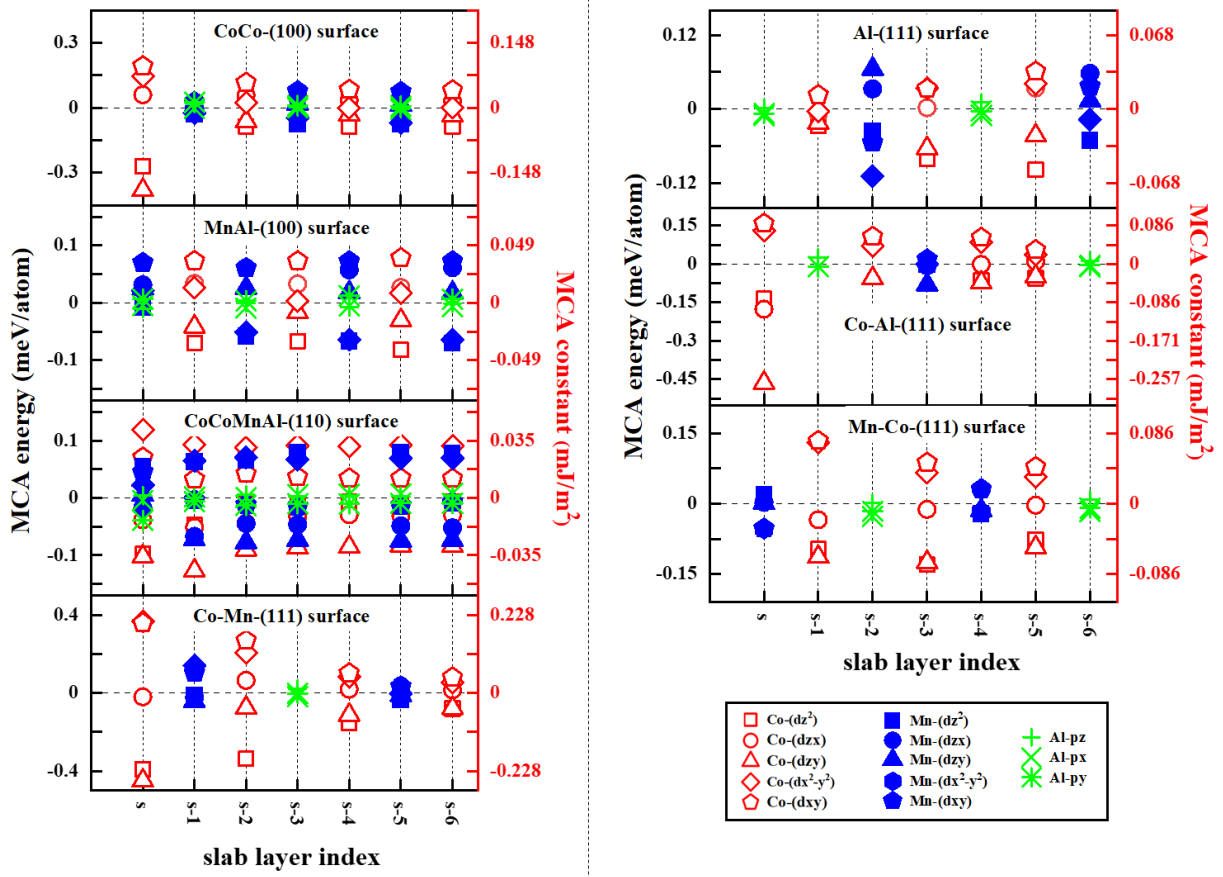 CoCo-(100) surface
0.3
0
-0.3
0.148
0
-0.148
MnAl-(100) surface
0.1
0
-0.1
0.049
0
-0.049
CoCoMnAl-(110) surface
0.1
0
-0.1
0.035
0
-0.035
Co-Mn-(111) surface
0.4
0
-0.4
0.228
0
-0.228
s
s-1
s-2
s-3
s-4
s-5
s-6
slab layer index
MCA energy (meV/atom)
MCA constant (mJ/m²)
Al-(111) surface
0.12
0
-0.12
0.068
0
-0.068
Co-Al-(111) surface
0.15
0
-0.15
-0.3
-0.45
0.086
0
-0.086
-0.171
-0.257
Mn-Co-(111) surface
0.15
0
-0.15
0.086
0
-0.086
s
s-1
s-2
s-3
s-4
s-5
s-6
slab layer index
MCA energy (meV/atom)
MCA constant (mJ/m²)
Co-(dz²)
Co-(dzx)
Co-(dzy)
Co-(dx²-y²)
Co-(dxy)
Mn-(dz²)
Mn-(dzx)
Mn-(dzy)
Mn-(dx²-y²)
Mn-(dxy)
Al-pz
Al-px
Al-py